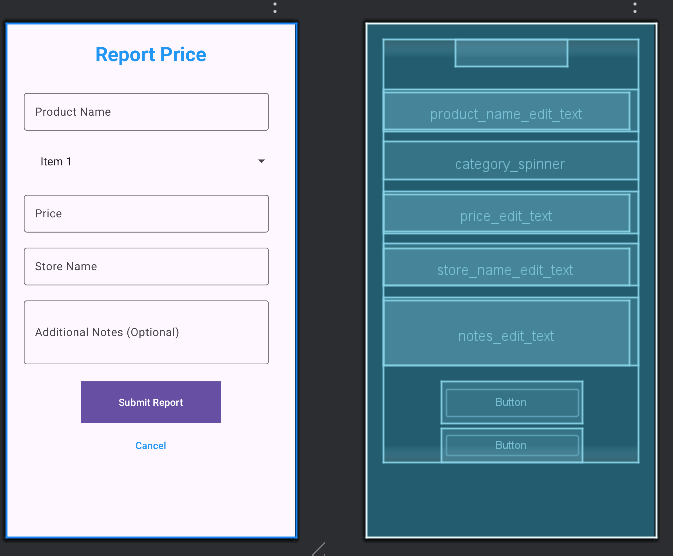 Report Price
Product Name
Item 1
Price
Store Name
Additional Notes (Optional)
Submit Report
Cancel
product_name_edit_text
category_spinner
price_edit_text
store_name_edit_text
notes_edit_text
Button
Button